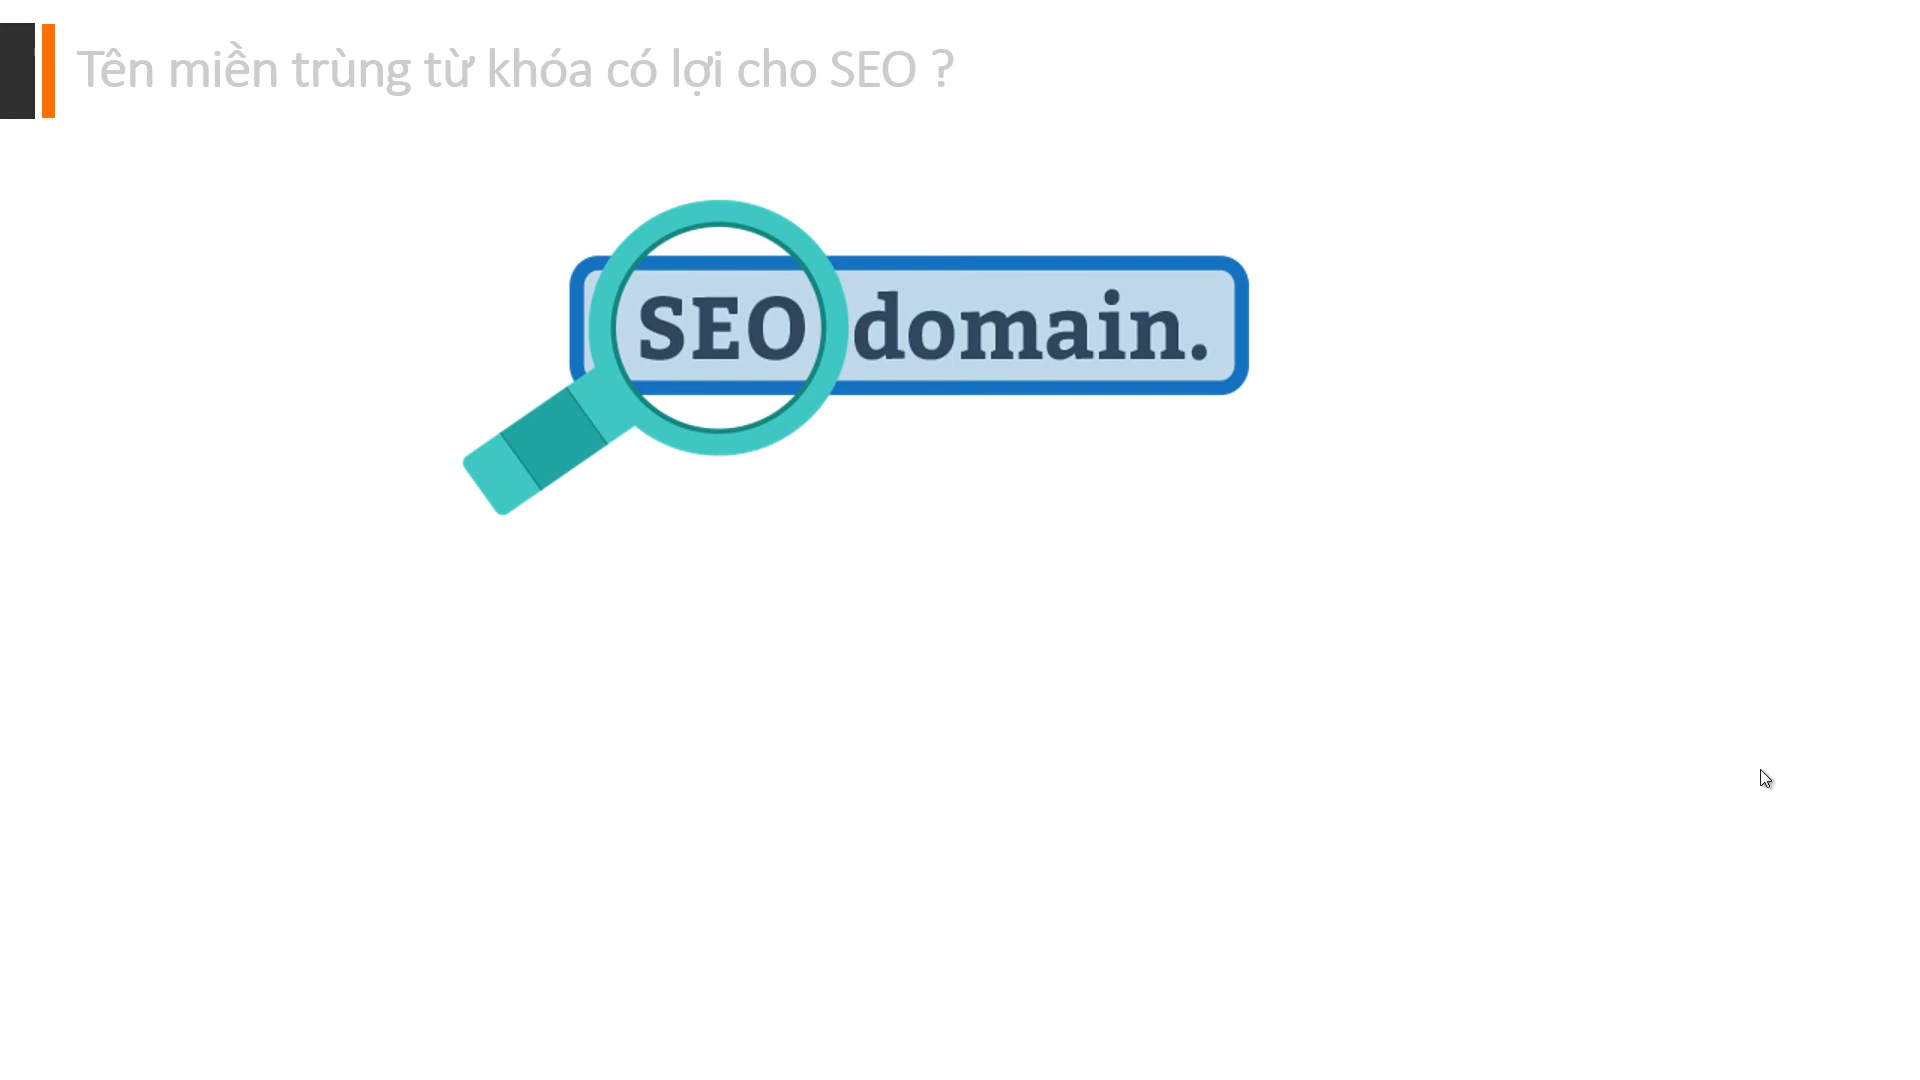 Tên miền trùng từ khóa có lợi cho SEO ?
SEO domain.